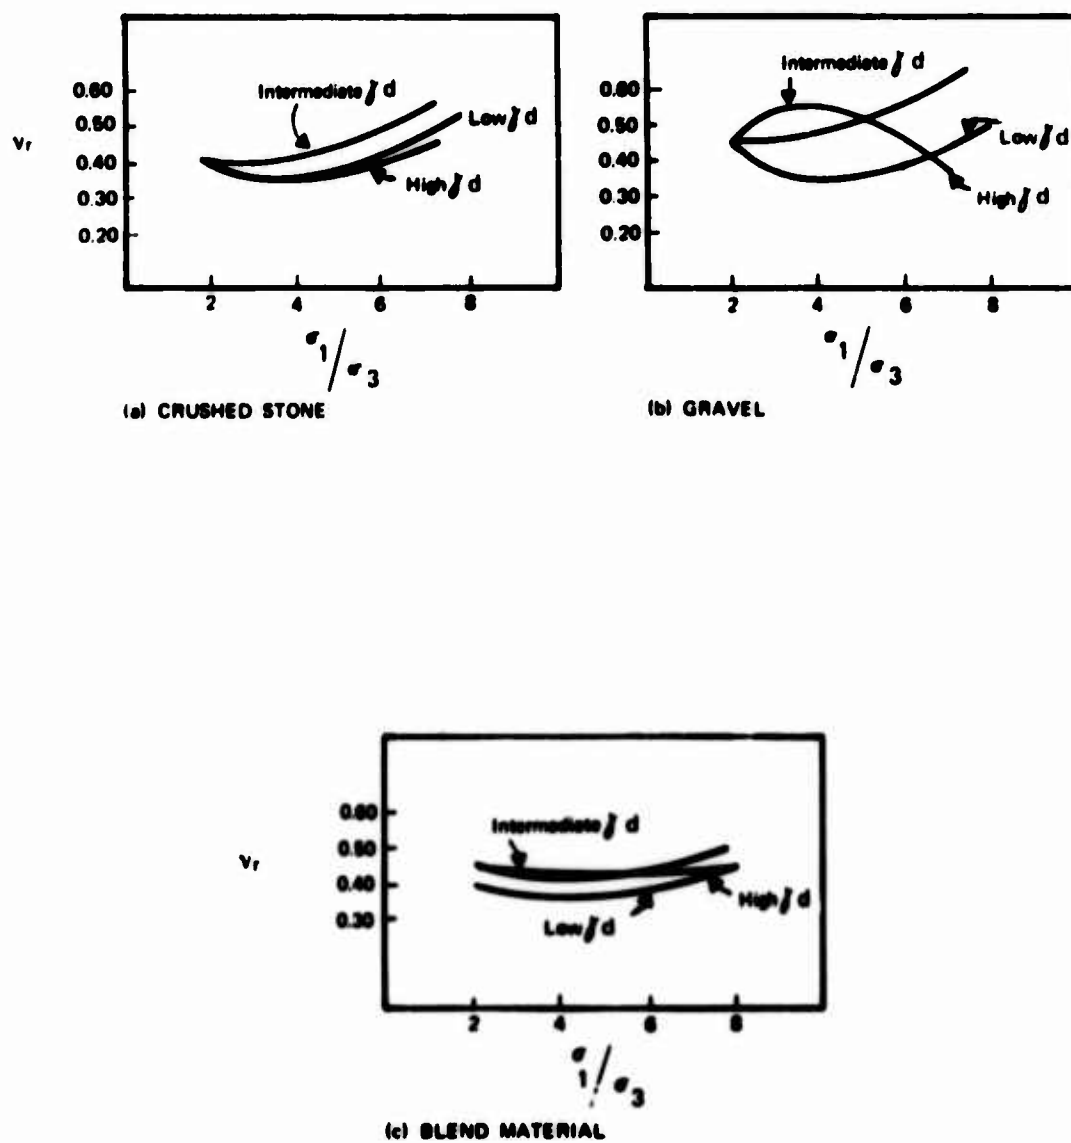 0.60
0.50
0.40
0.30
0.20
νr
Intermediate γ d
Low γ d
High γ d
2 4 6 8
σ1/σ3
(a) CRUSHED STONE
0.60
0.50
0.40
0.30
0.20
Intermediate γ d
Low γ d
High γ d
2 4 6 8
σ1/σ3
(b) GRAVEL
0.60
0.50
0.40
0.30
νr
Intermediate γ d
High γ d
Low γ d
2 4 6 8
σ1/σ3
(c) BLEND MATERIAL